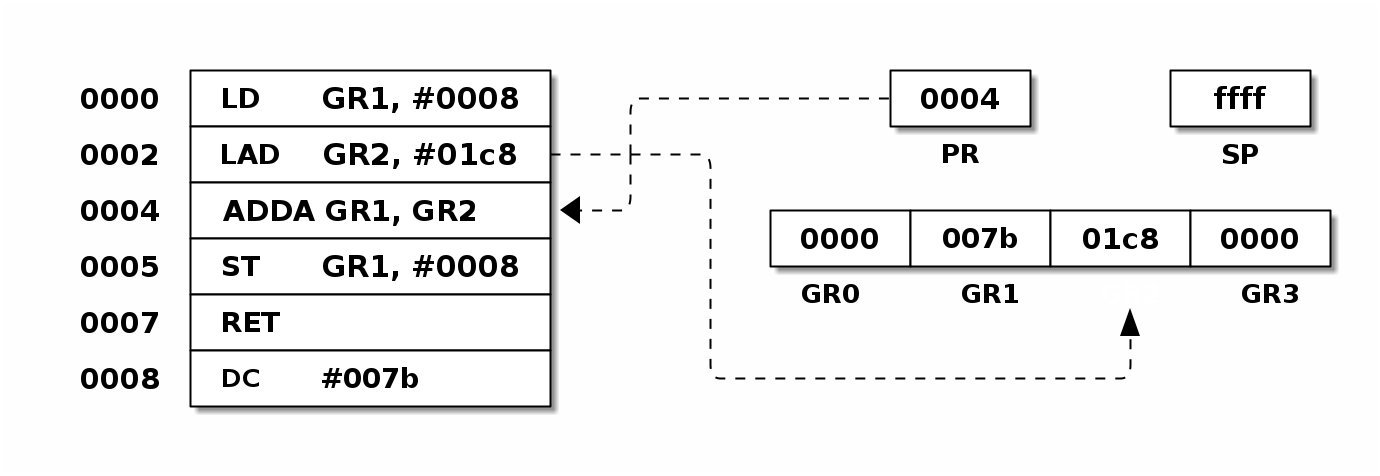 0000 LD GR1, #0008
0002 LAD GR2, #01c8
0004 ADDA GR1, GR2
0005 ST GR1, #0008
0007 RET
0008 DC #007b
0004 ffff
PR SP
0000 007b 01c8 0000
GR0 GR1 GR3